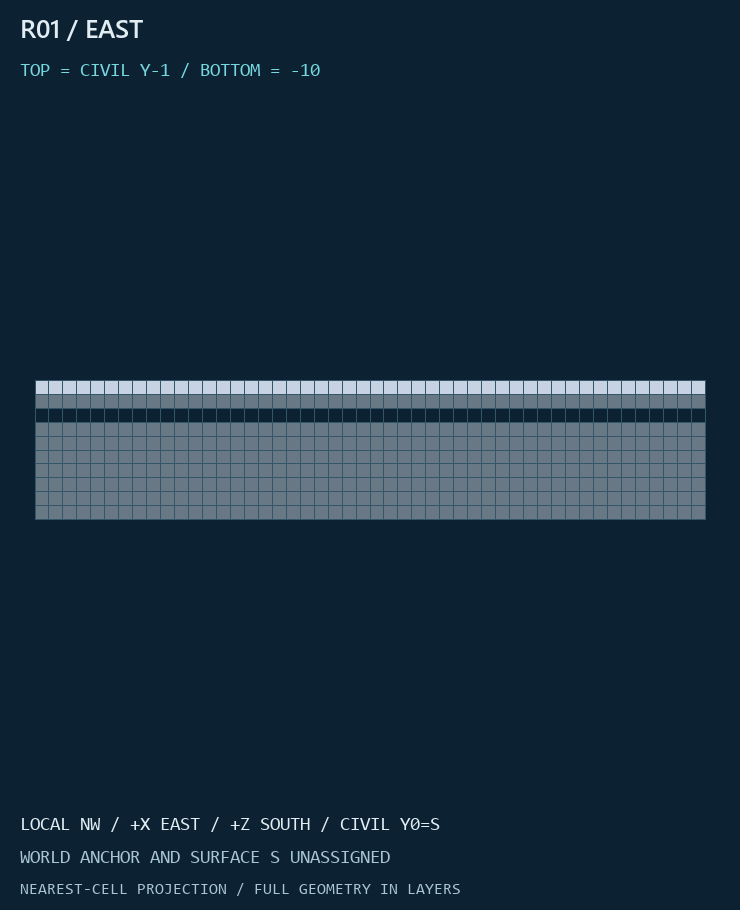 R01 / EAST
TOP = CIVIL Y-1 / BOTTOM = -10
LOCAL NW / +X EAST / +Z SOUTH / CIVIL Y0=S
WORLD ANCHOR AND SURFACE S UNASSIGNED
NEAREST-CELL PROJECTION / FULL GEOMETRY IN LAYERS